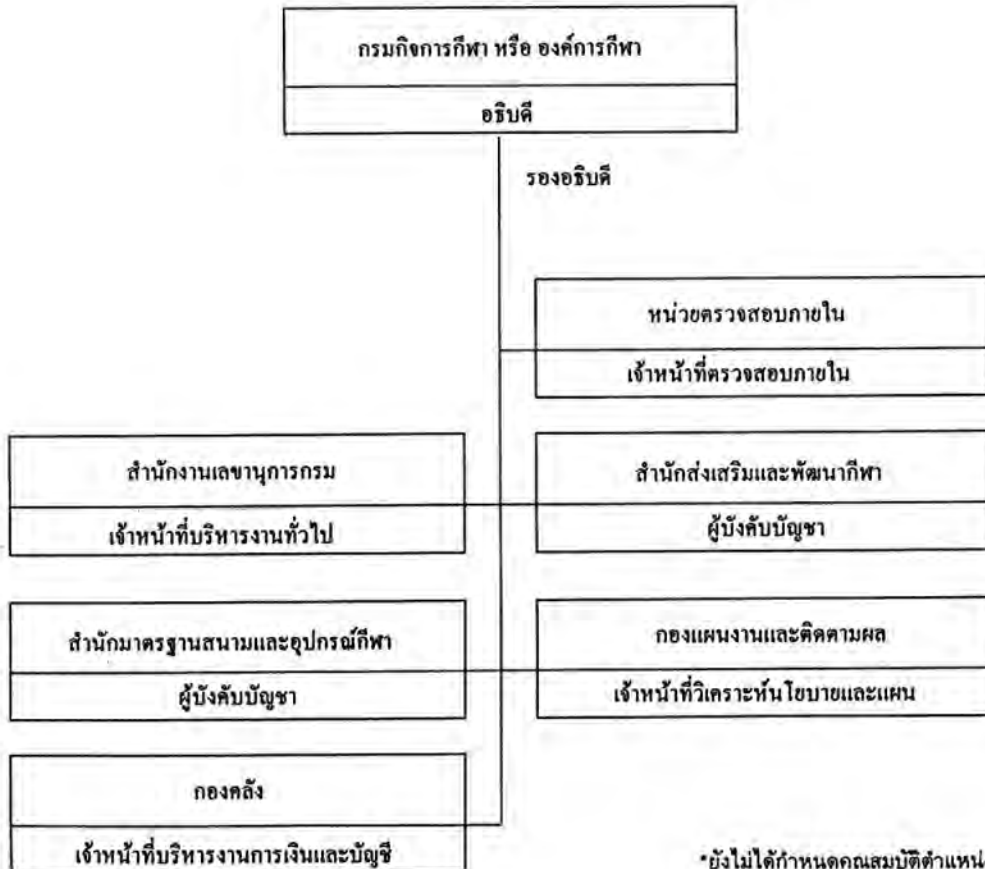 กรมกิจการกีฬา หรือ องค์การกีฬา
อธิบดี
รองอธิบดี
หน่วยตรวจสอบภายใน
เจ้าหน้าที่ตรวจสอบภายใน
สำนักงานเลขานุการกรม
เจ้าหน้าที่บริหารงานทั่วไป
สำนักส่งเสริมและพัฒนากีฬา
ผู้บังคับบัญชา
สำนักมาตรฐานสนามและอุปกรณ์กีฬา
ผู้บังคับบัญชา
กองแผนงานและติดตามผล
เจ้าหน้าที่วิเคราะห์นโยบายและแผน
กองคลัง
เจ้าหน้าที่บริหารงานการเงินและบัญชี
*ยังไม่ได้กำหนดคุณสมบัติตำแหน่ง